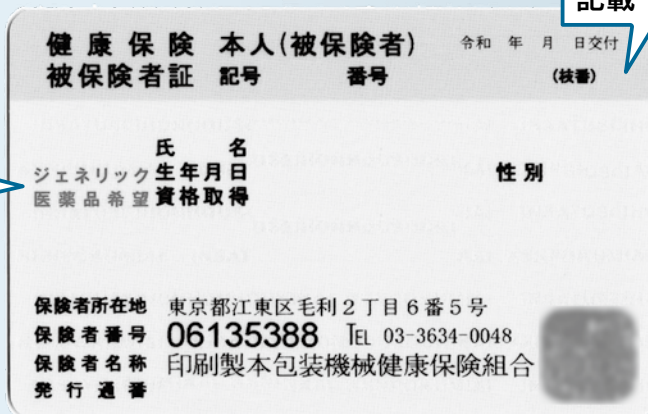 記載
健康保険 本人(被保険者) 令和 年 月 日交付
被保険者証 記号 番号 (枝番)
氏名
ジェネリック 生年月日 性別
医薬品希望 資格取得
保険者所在地 東京都江東区毛利2丁目6番5号
保険者番号 06135388 TEL 03-3634-0048
保険者名称 印刷製本包装機械健康保険組合
発行通番